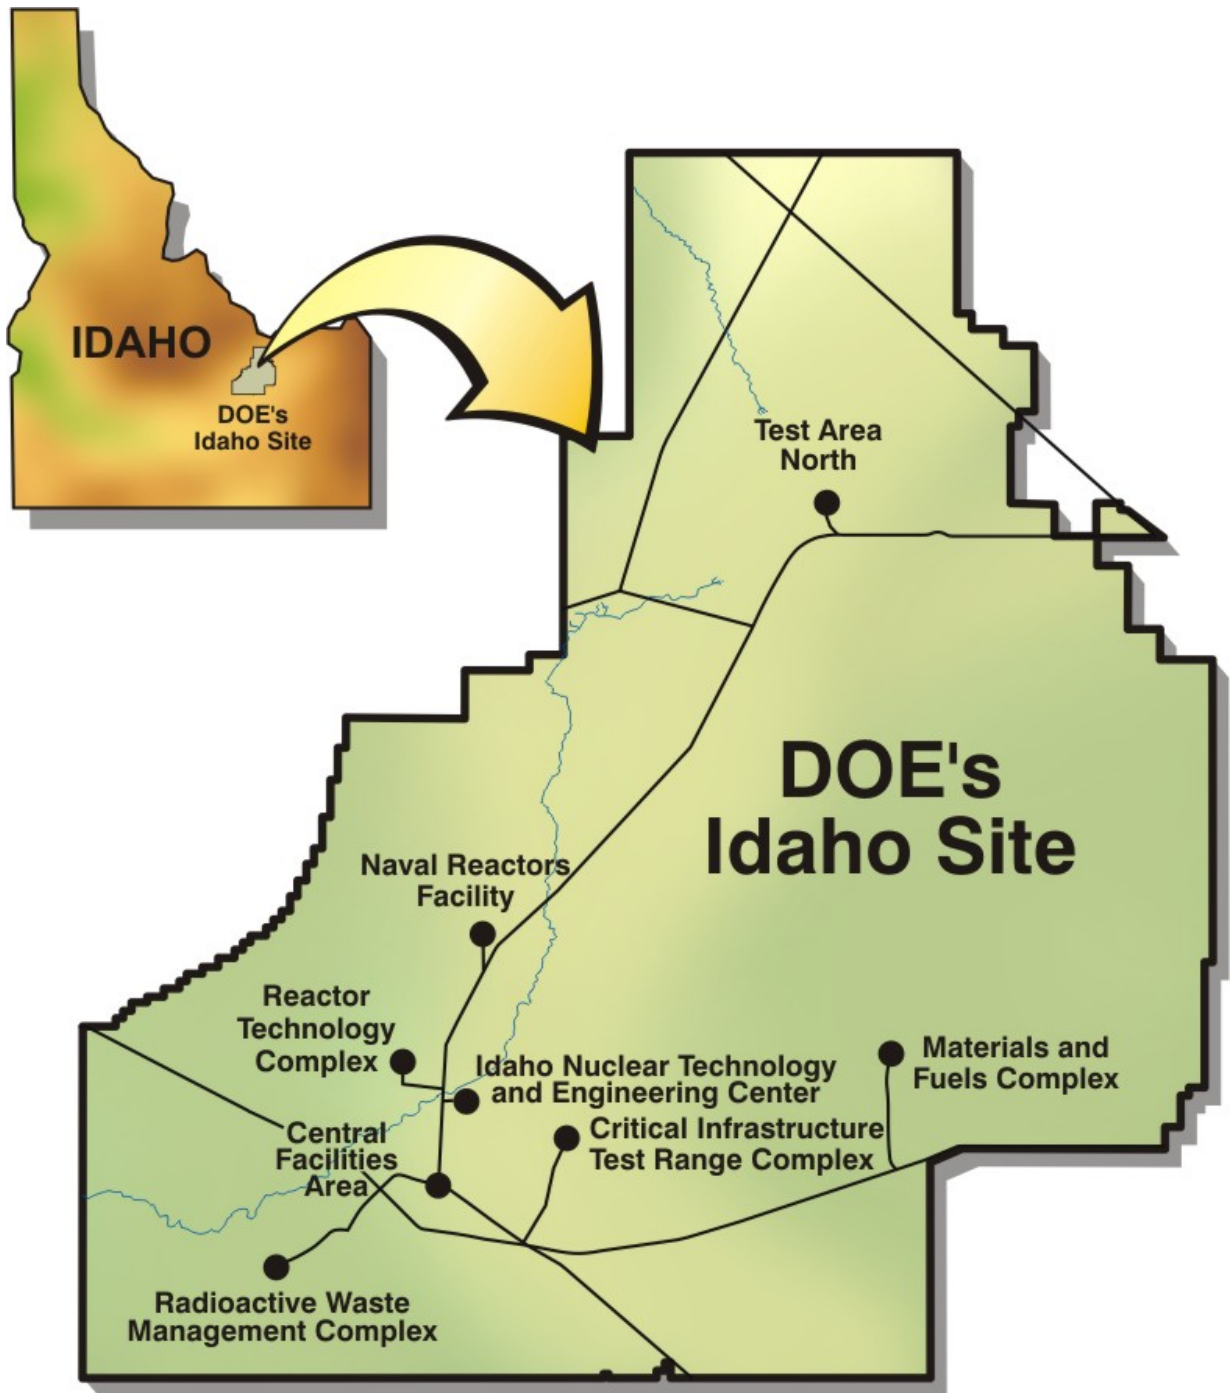 IDAHO
DOE's
Idaho Site
Test Area
North
DOE's
Idaho Site
Naval Reactors
Facility
Reactor
Technology
Complex
Idaho Nuclear Technology
and Engineering Center
Materials and
Fuels Complex
Central
Facilities
Area
Critical Infrastructure
Test Range Complex
Radioactive Waste
Management Complex